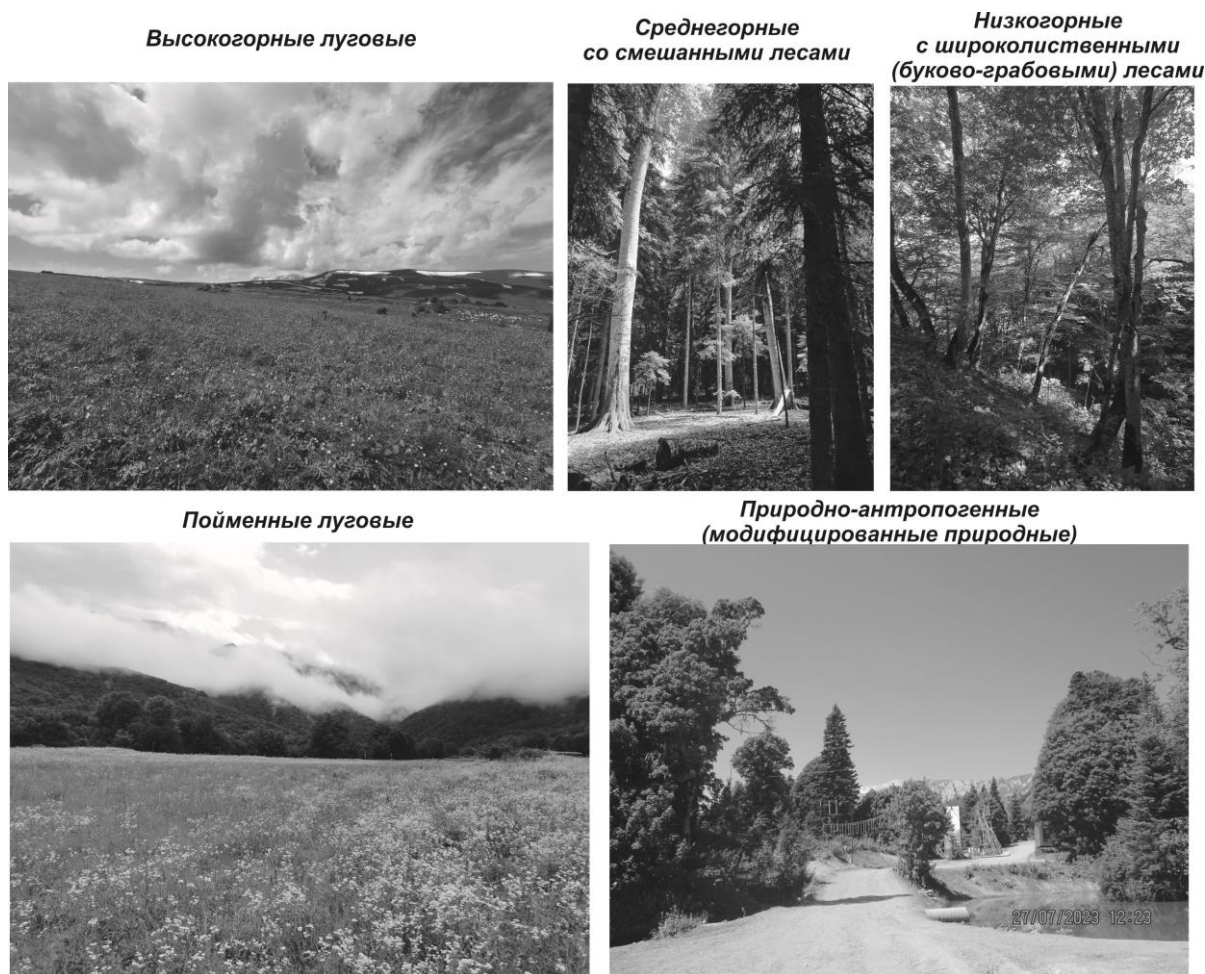 Высокогорные луговые
Среднегорные
со смешанными лесами
Низкогорные
с широколиственными
(буково-грабовыми) лесами
Пойменные луговые
Природно-антропогенные
(модифицированные природные)
27/07/2023 12:23